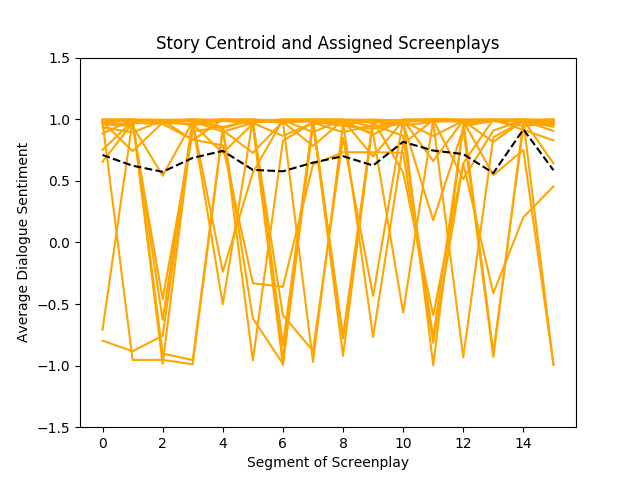 Story Centroid and Assigned Screenplays
1.5
1.0
0.5
0.0
−0.5
−1.0
−1.5
Average Dialogue Sentiment
0 2 4 6 8 10 12 14
Segment of Screenplay